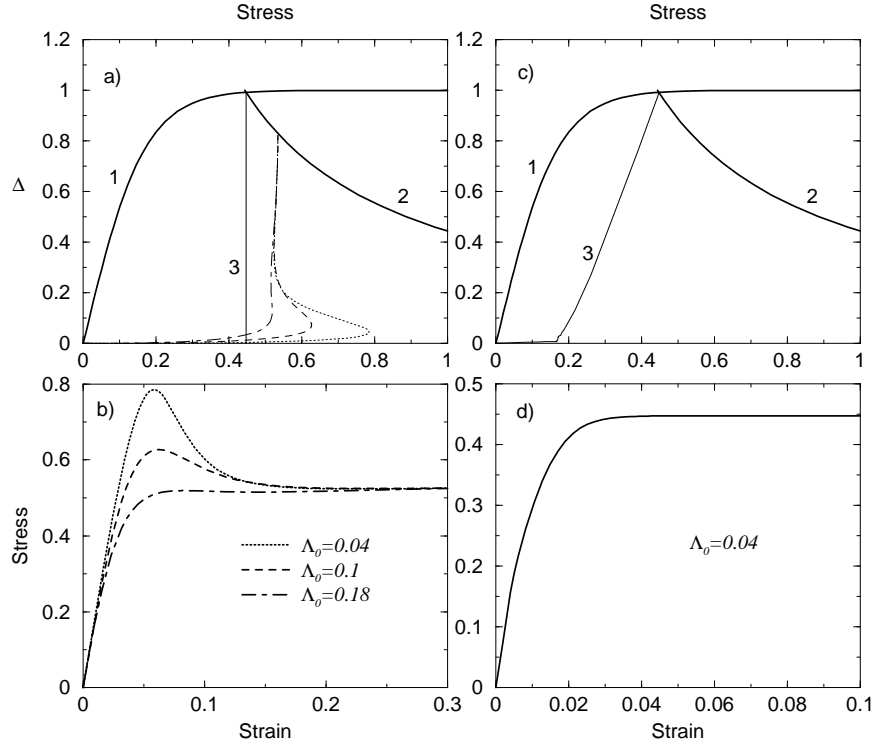 Stress Stress
1.2 1.2
a) c)
1 1
0.8 0.8
1 1
Δ 0.6 2 0.6 2
0.4 0.4
3 3
0.2 0.2
0 0
0 0.2 0.4 0.6 0.8 1 0 0.2 0.4 0.6 0.8 1
0.8 0.5
b) d)
0.6 0.4
0.3
Stress 0.4
Λ₀=0.04 Λ₀=0.04
0.2
Λ₀=0.1
0.2 Λ₀=0.18
0.1
0 0
0 0.1 0.2 0.3 0 0.02 0.04 0.06 0.08 0.1
Strain Strain